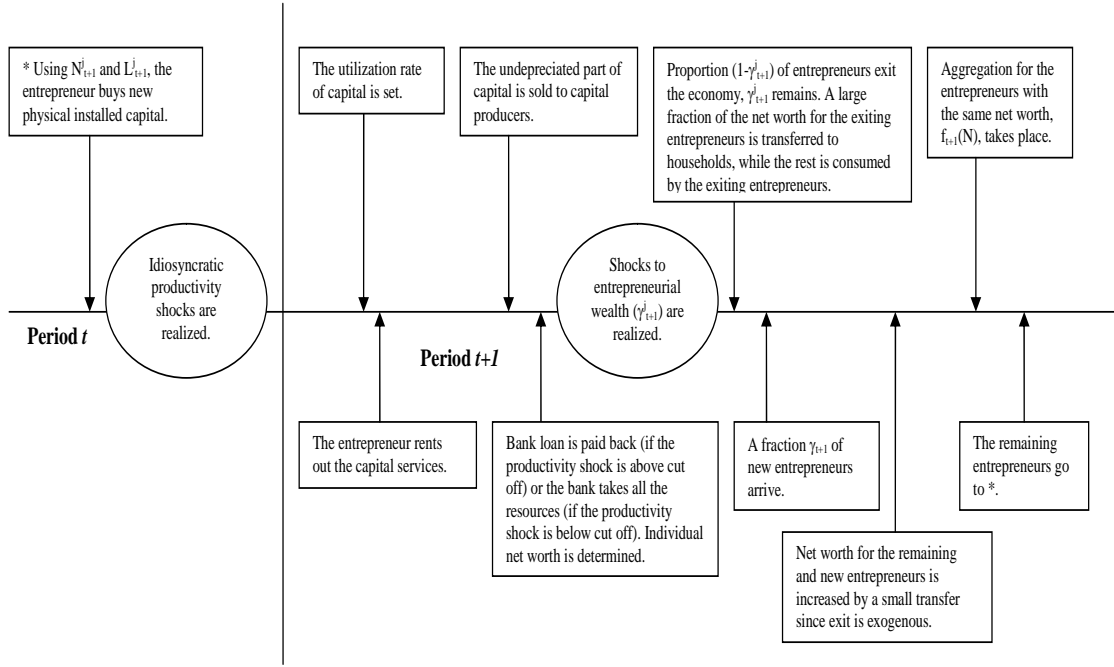 * Using N^j_{t+1} and L^j_{t+1}, the
entrepreneur buys new
physical installed capital.
The utilization rate
of capital is set.
The undepreciated part of
capital is sold to capital
producers.
Proportion (1-γ^j_{t+1}) of entrepreneurs exit
the economy, γ^j_{t+1} remains. A large
fraction of the net worth for the exiting
entrepreneurs is transferred to
households, while the rest is consumed
by the exiting entrepreneurs.
Aggregation for the
entrepreneurs with
the same net worth,
f_{t+1}(N), takes place.
Idiosyncratic
productivity
shocks are
realized.
Shocks to
entrepreneurial
wealth (γ^j_{t+1}) are
realized.
Period t
Period t+1
The entrepreneur rents
out the capital services.
Bank loan is paid back (if the
productivity shock is above cut
off) or the bank takes all the
resources (if the productivity
shock is below cut off). Individual
net worth is determined.
A fraction γ_{t+1} of
new entrepreneurs
arrive.
The remaining
entrepreneurs go
to *.
Net worth for the remaining
and new entrepreneurs is
increased by a small transfer
since exit is exogenous.